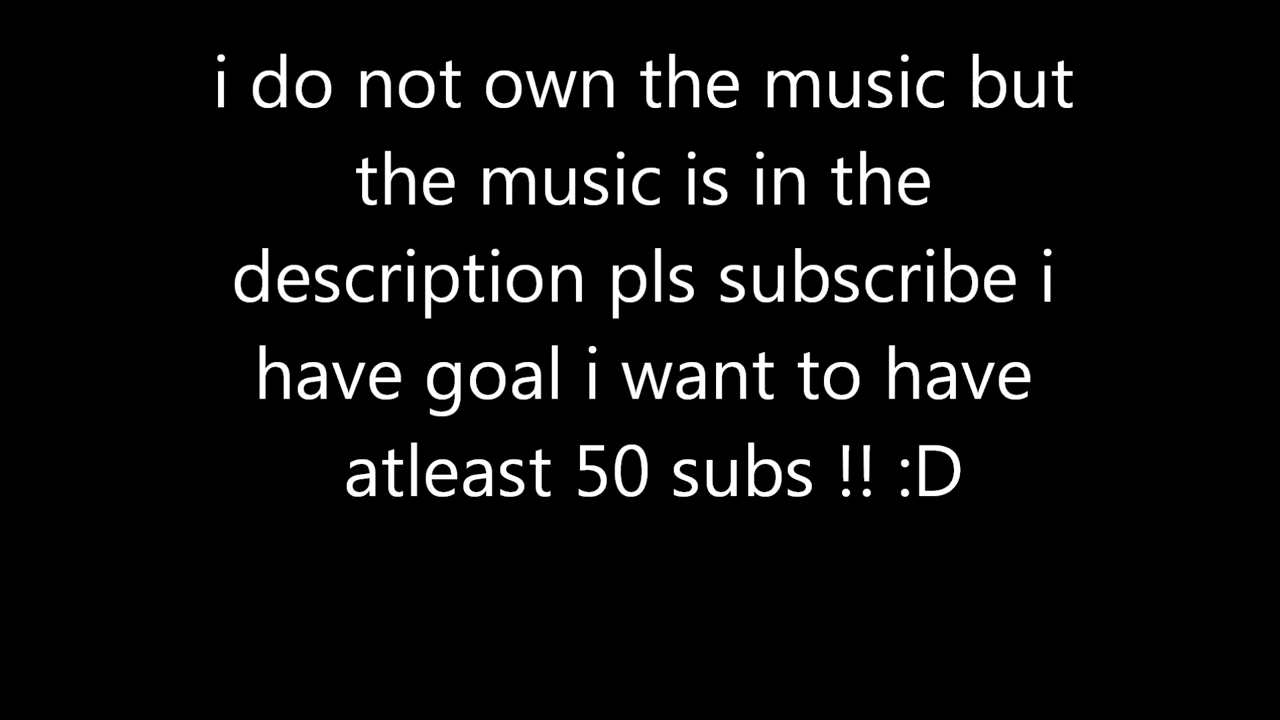 i do not own the music but
the music is in the
description pls subscribe i
have goal i want to have
atleast 50 subs !! :D